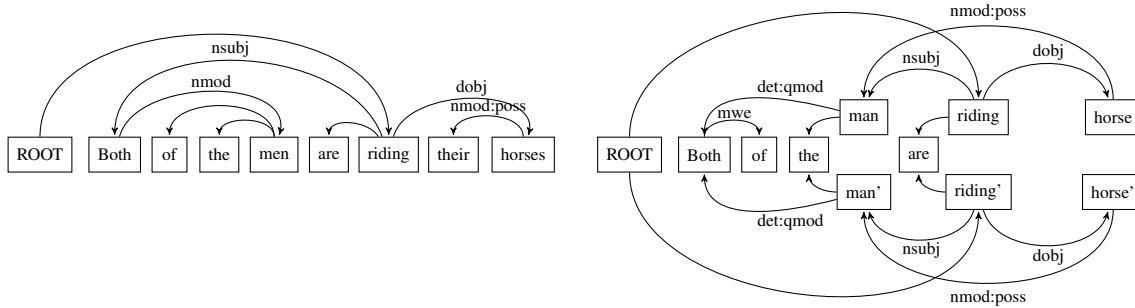 nsubj
nmod
dobj
nmod:poss
ROOT Both of the men are riding their horses
nmod:poss
nsubj
dobj
det:qmod
mwe
man riding horse
ROOT Both of the are
man’ riding’ horse’
det:qmod
nsubj
dobj
nmod:poss